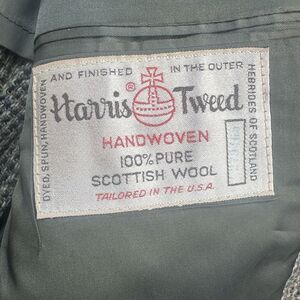 DYED, SPUN, HANDWOVEN AND FINISHED IN THE OUTER HEBRIDES OF SCOTLAND
Harris Tweed
®
HANDWOVEN
100% PURE
SCOTTISH WOOL
TAILORED IN THE U.S.A.